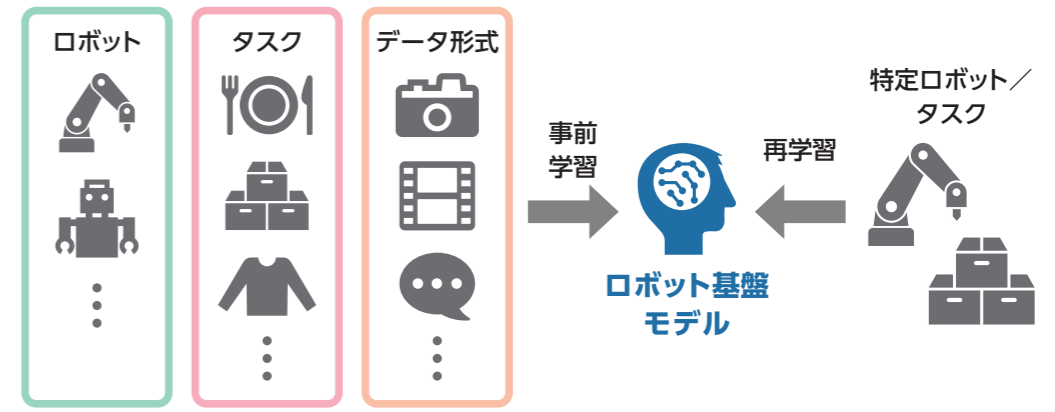 ロボット
タスク
データ形式
事前
学習
ロボット基盤
モデル
再学習
特定ロボット／
タスク